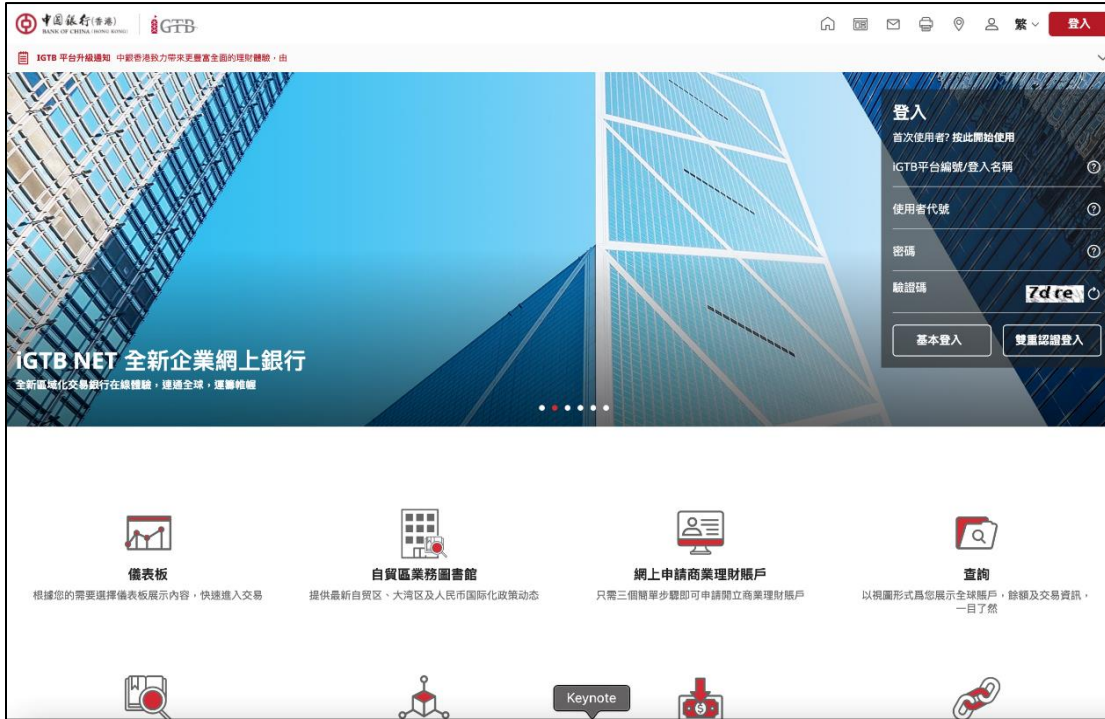 中國銀行(香港)
BANK OF CHINA (HONG KONG)
iGTB
繁
登入
IGTB 平台升級通知 中銀香港致力帶來更豐富全面的理財體驗，由
登入
首次使用者? 按此開始使用
iGTB平台編號/登入名稱
使用者代號
密碼
驗證碼
7dre
基本登入
雙重認證登入
iGTB NET 全新企業網上銀行
全新區域化交易銀行在線體驗，連通全球，運籌帷幄
儀表板
根據您的需要選擇儀表板展示內容，快速進入交易
自貿區業務圖書館
提供最新自贸区、大湾区及人民币国际化政策动态
網上申請商業理財賬戶
只需三個簡單步驟即可申請開立商業理財賬戶
查詢
以視圖形式爲您展示全球賬戶，餘額及交易資訊，
一目了然
Keynote